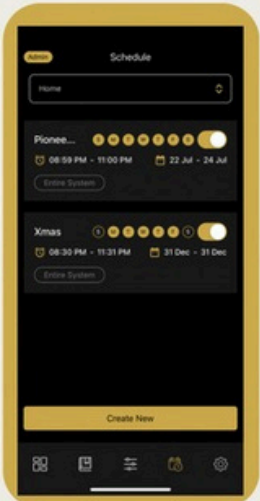 Admin
Schedule
Home
Pionee... S M T W T F S
08:59 PM - 11:00 PM 22 Jul - 24 Jul
Entire System
Xmas S M T W T F S
08:30 PM - 11:31 PM 31 Dec - 31 Dec
Entire System
Create New